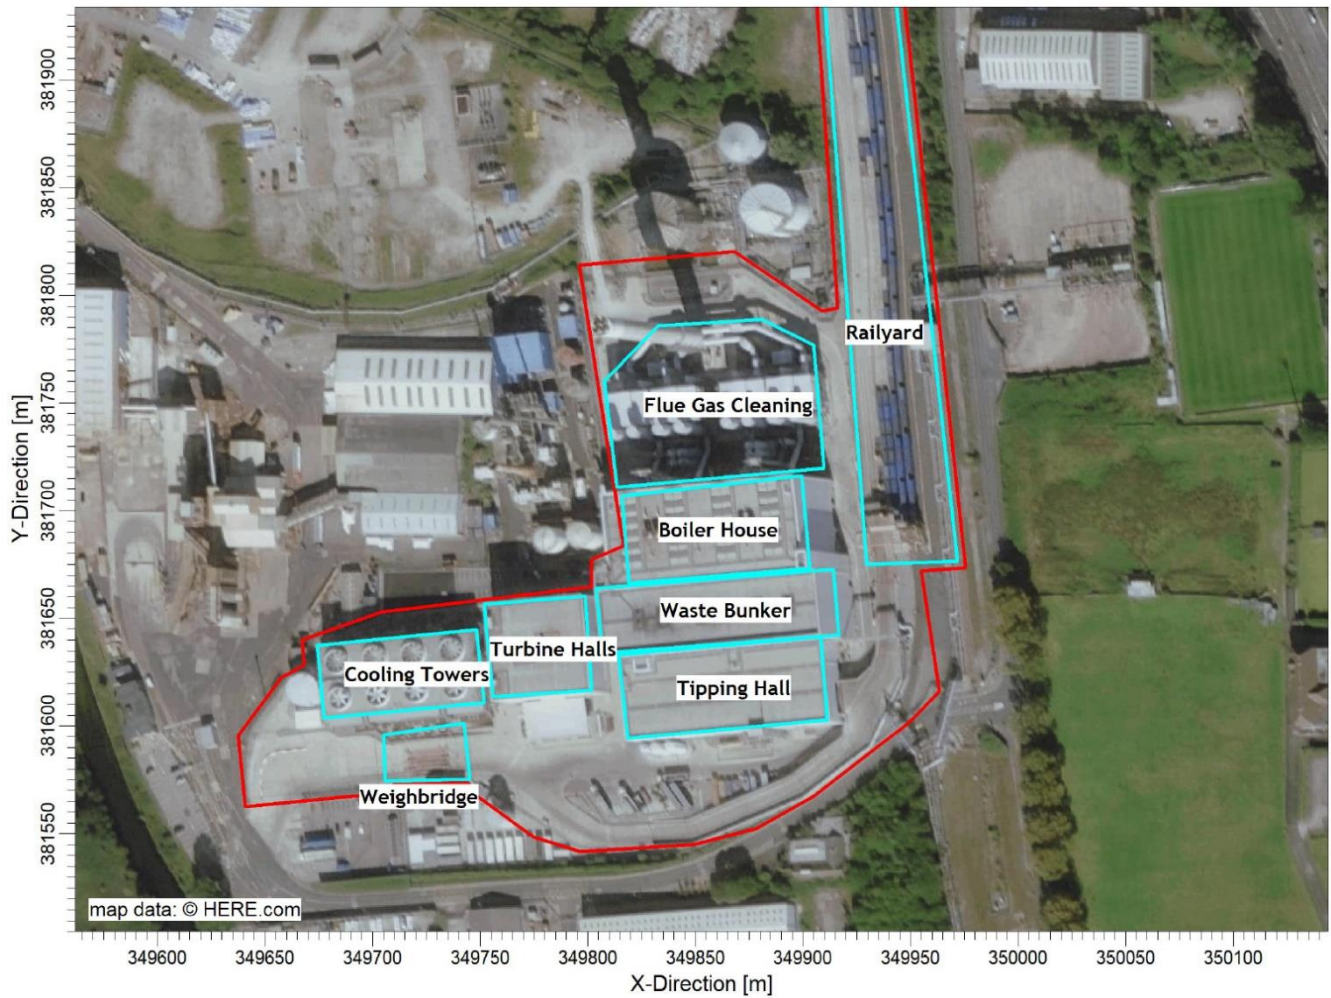 381900
381850
381800
381750
381700
381650
381600
381550
Y-Direction [m]
Railyard
Flue Gas Cleaning
Boiler House
Waste Bunker
Turbine Halls
Cooling Towers
Tipping Hall
Weighbridge
map data: © HERE.com
349600 349650 349700 349750 349800 349850 349900 349950 350000 350050 350100
X-Direction [m]